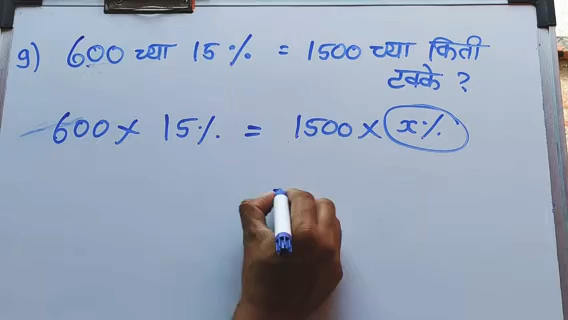 9) 600 च्या 15% = 1500 च्या किती
टक्के ?
600 x 15% = 1500 x x%